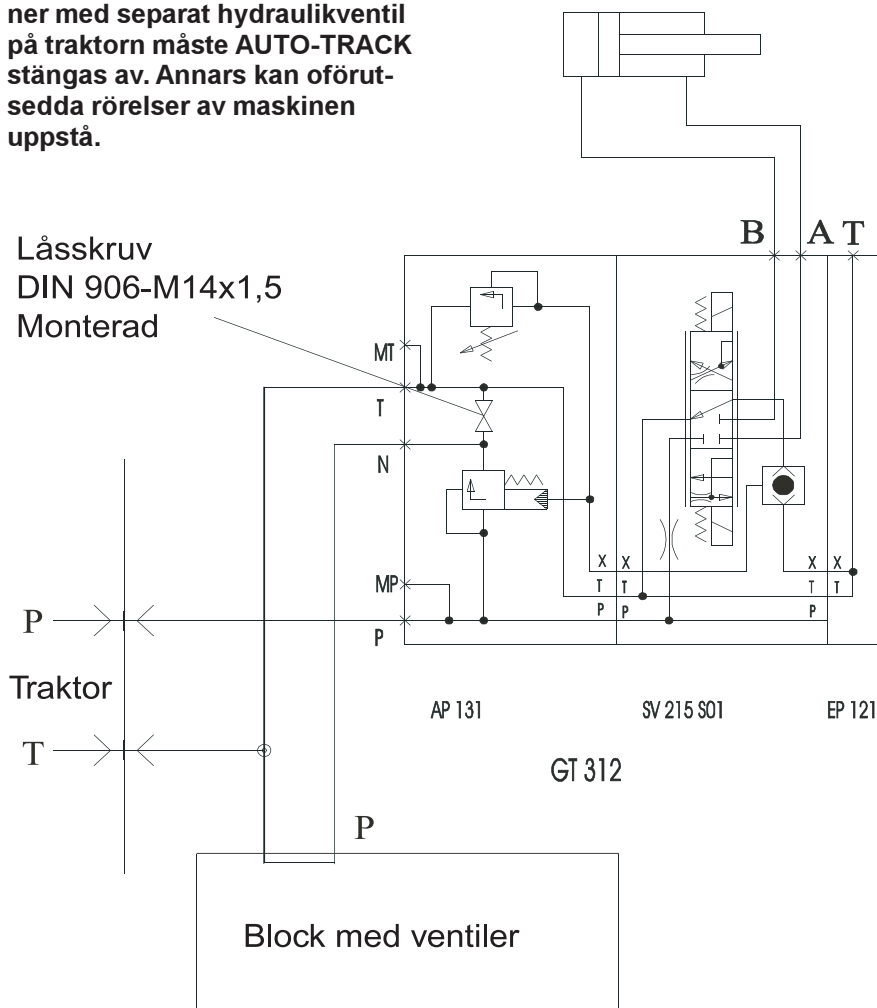 ner med separat hydraulikventil
på traktorn måste AUTO-TRACK
stängas av. Annars kan oförut-
sedda rörelser av maskinen
uppstå.
B A T
Låsskruv
DIN 906-M14x1,5
Monterad
MT
T
N
MP
P
X X X X
T T T T
P P P
P
Traktor
T
AP 131 SV 215 S01 EP 121
GT 312
P
Block med ventiler